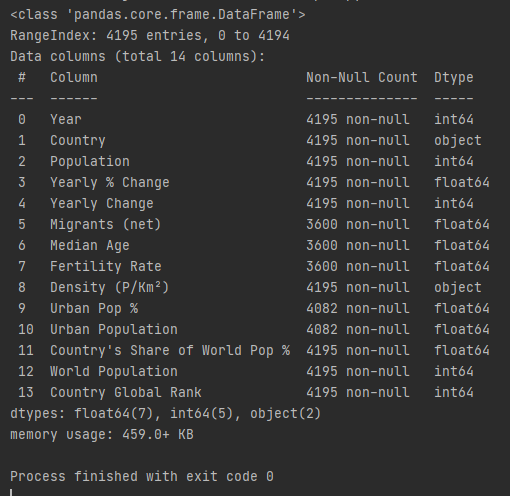 <class 'pandas.core.frame.DataFrame'>
RangeIndex: 4195 entries, 0 to 4194
Data columns (total 14 columns):
 #   Column                          Non-Null Count  Dtype
---  ------                          --------------  -----
 0   Year                            4195 non-null   int64
 1   Country                         4195 non-null   object
 2   Population                      4195 non-null   int64
 3   Yearly % Change                 4195 non-null   float64
 4   Yearly Change                   4195 non-null   int64
 5   Migrants (net)                  3600 non-null   float64
 6   Median Age                      3600 non-null   float64
 7   Fertility Rate                  3600 non-null   float64
 8   Density (P/Km²)                 4195 non-null   object
 9   Urban Pop %                     4082 non-null   float64
 10  Urban Population                4082 non-null   float64
 11  Country's Share of World Pop %  4195 non-null   float64
 12  World Population                4195 non-null   int64
 13  Country Global Rank             4195 non-null   int64
dtypes: float64(7), int64(5), object(2)
memory usage: 459.0+ KB
Process finished with exit code 0